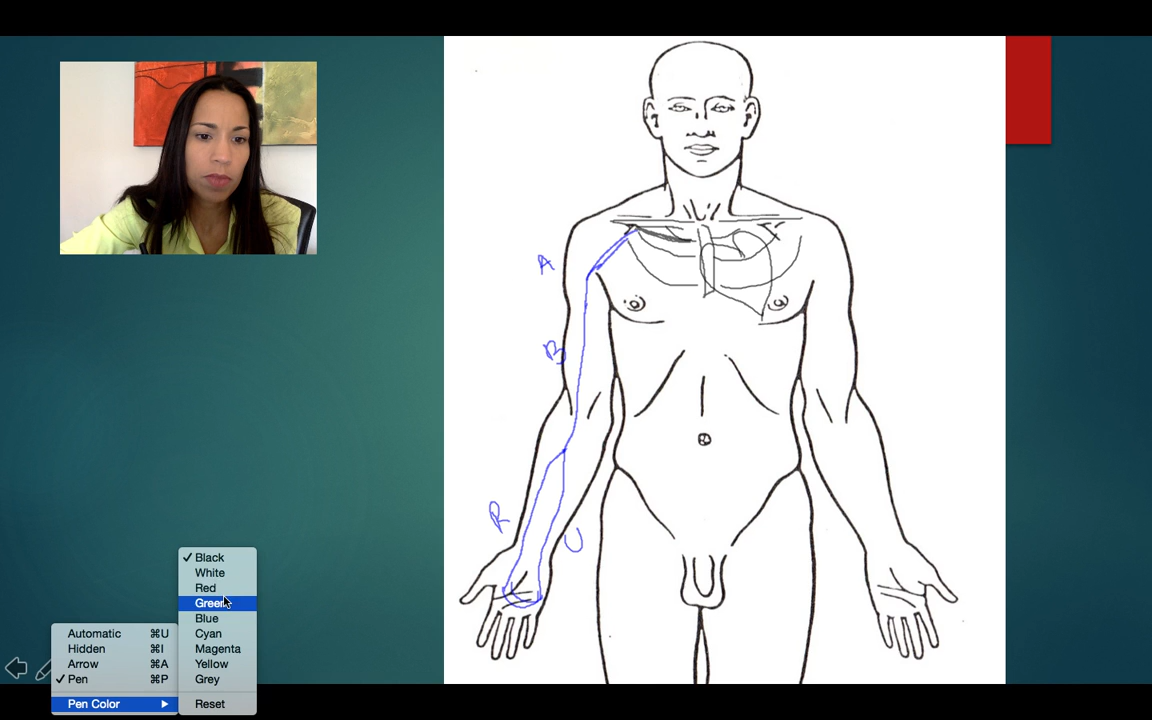 A
B
R
U
✓ Black
White
Red
Green
Blue
Cyan
Magenta
Yellow
Grey
Reset
Automatic ⌘U
Hidden ⌘I
Arrow ⌘A
✓ Pen ⌘P
Pen Color ▶